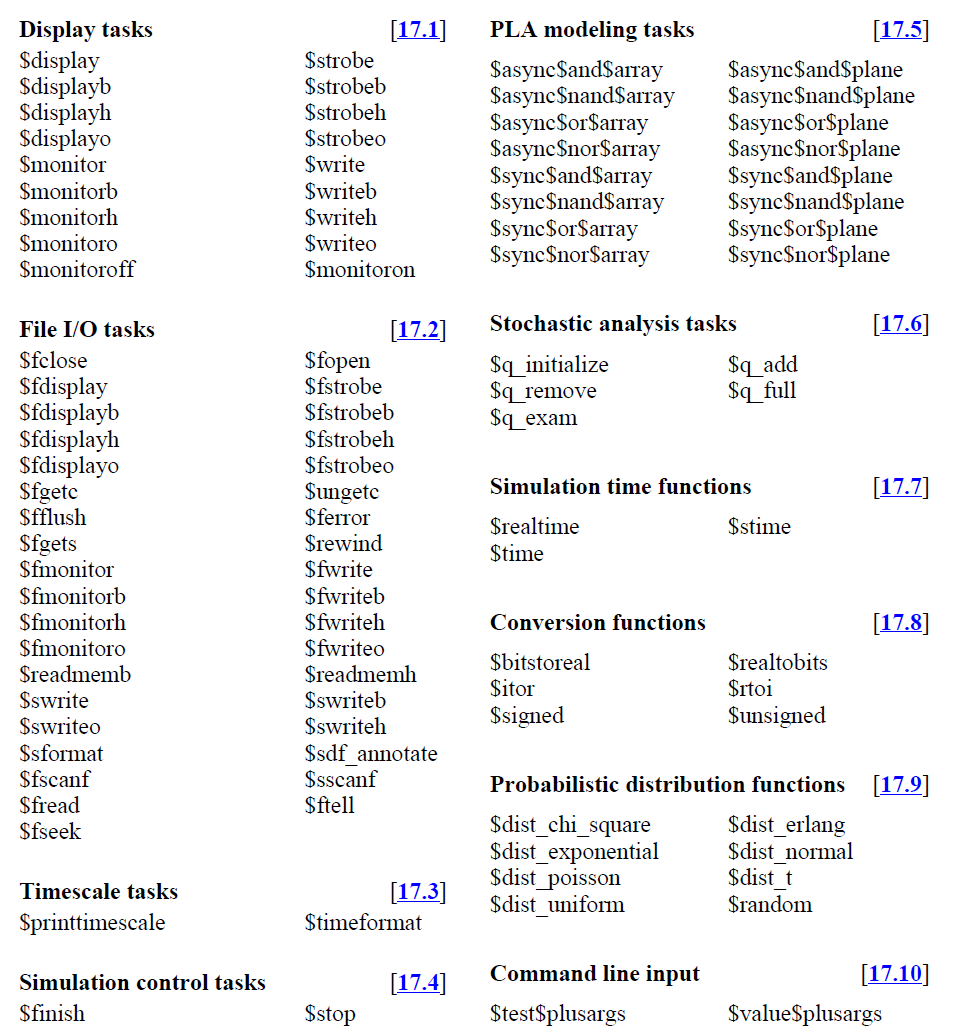 Display tasks [17.1]
$display $strobe
$displayb $strobeb
$displayh $strobeh
$displayo $strobeo
$monitor $write
$monitorb $writeb
$monitorh $writeh
$monitoro $writeo
$monitoroff $monitoron
File I/O tasks [17.2]
$fclose $fopen
$fdisplay $fstrobe
$fdisplayb $fstrobeb
$fdisplayh $fstrobeh
$fdisplayo $fstrobeo
$fgetc $ungetc
$fflush $ferror
$fgets $rewind
$fmonitor $fwrite
$fmonitorb $fwriteb
$fmonitorh $fwriteh
$fmonitoro $fwriteo
$readmemb $readmemh
$swrite $swriteb
$swriteo $swriteh
$sformat $sdf_annotate
$fscanf $sscanf
$fread $ftell
$fseek
Timescale tasks [17.3]
$printtimescale $timeformat
Simulation control tasks [17.4]
$finish $stop
PLA modeling tasks [17.5]
$async$and$array $async$and$plane
$async$nand$array $async$nand$plane
$async$or$array $async$or$plane
$async$nor$array $async$nor$plane
$sync$and$array $sync$and$plane
$sync$nand$array $sync$nand$plane
$sync$or$array $sync$or$plane
$sync$nor$array $sync$nor$plane
Stochastic analysis tasks [17.6]
$q_initialize $q_add
$q_remove $q_full
$q_exam
Simulation time functions [17.7]
$realtime $stime
$time
Conversion functions [17.8]
$bitstoreal $realtobits
$itor $rtoi
$signed $unsigned
Probabilistic distribution functions [17.9]
$dist_chi_square $dist_erlang
$dist_exponential $dist_normal
$dist_poisson $dist_t
$dist_uniform $random
Command line input [17.10]
$test$plusargs $value$plusargs